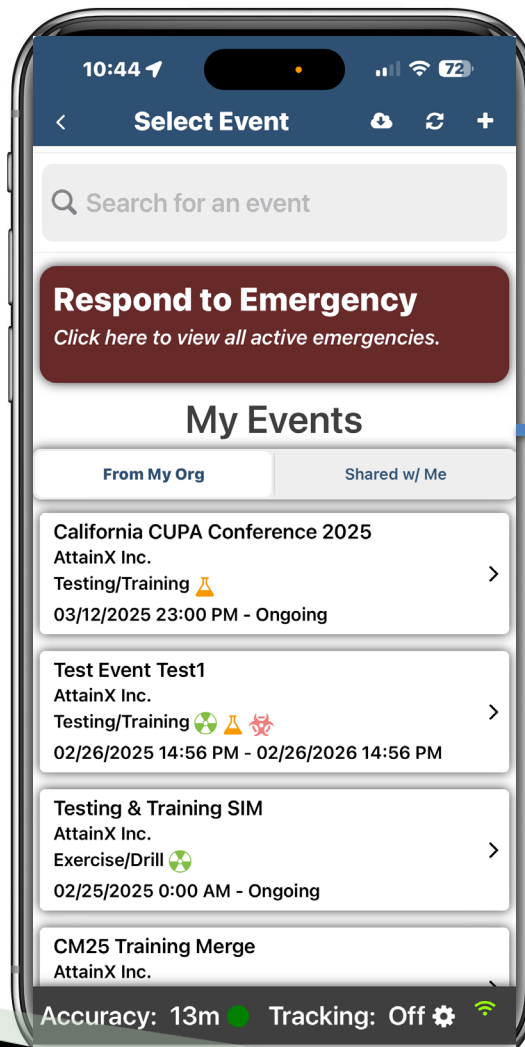 10:44
72
Select Event
Search for an event
Respond to Emergency
Click here to view all active emergencies.
My Events
From My Org
Shared w/ Me
California CUPA Conference 2025
AttainX Inc.
Testing/Training
03/12/2025 23:00 PM - Ongoing
Test Event Test1
AttainX Inc.
Testing/Training
02/26/2025 14:56 PM - 02/26/2026 14:56 PM
Testing & Training SIM
AttainX Inc.
Exercise/Drill
02/25/2025 0:00 AM - Ongoing
CM25 Training Merge
AttainX Inc.
Accuracy: 13m Tracking: Off